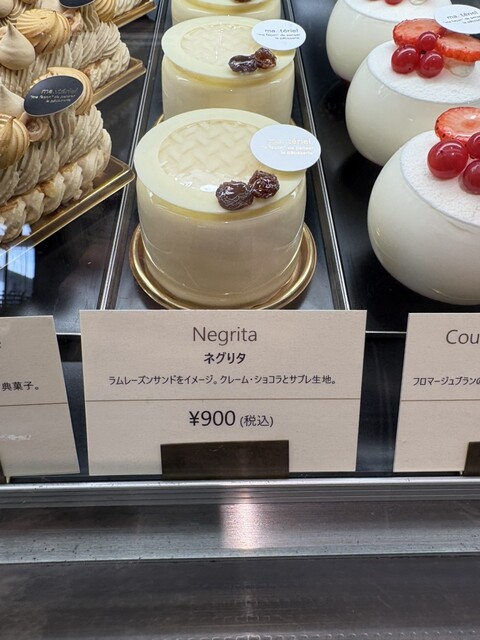 ma..tériel
Negrita
ネグリタ
ラムレーズンサンドをイメージ。クレーム・ショコラとサブレ生地。
¥900 (税込)
典菓子。
Cou
フロマージュブランの